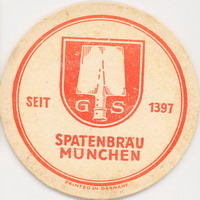 G S
SEIT 1397
SPATENBRÄU
MÜNCHEN
PRINTED IN GERMANY